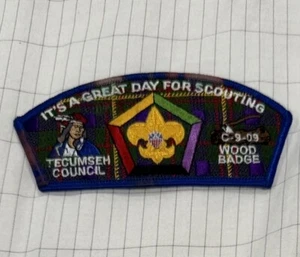 IT'S A GREAT DAY FOR SCOUTING
C-9-09
TECUMSEH
COUNCIL
WOOD
BADGE